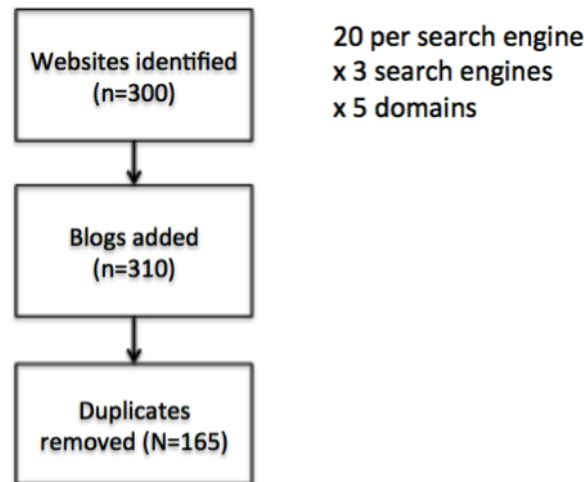 Websites identified
(n=300)
20 per search engine
x 3 search engines
x 5 domains
Blogs added
(n=310)
Duplicates
removed (N=165)